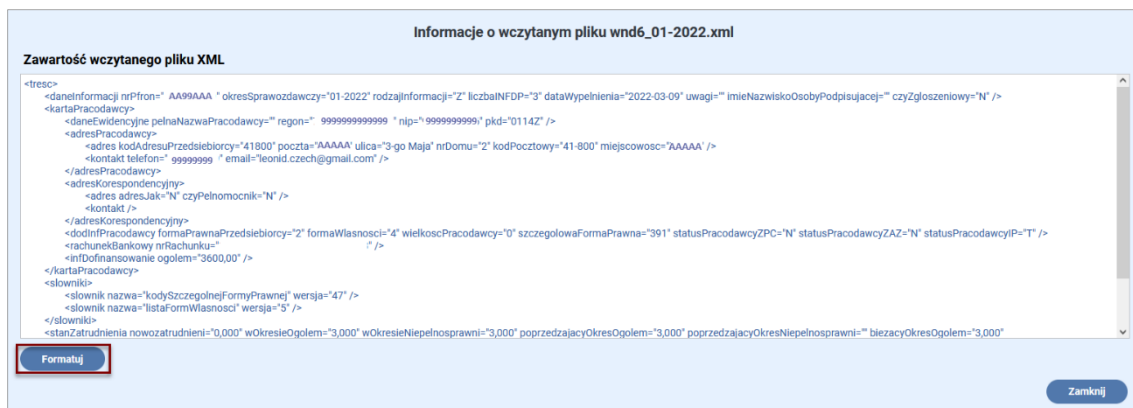 Informacje o wczytanym pliku wnd6_01-2022.xml
Zawartość wczytanego pliku XML
<tresc>
<daneInformacji nrPfron=" AA99AAA " okresSprawozdawczy="01-2022" rodzajInformacji="Z" liczbaINFDP="3" dataWypelnienia="2022-03-09" uwagi="" imieNazwiskoOsobyPodpisujacej="" czyZgloszeniowy="N" />
<kartaPracodawcy>
<daneEwidencyjne pelnaNazwaPracodawcy="" regon=" 9999999999999 " nip="9999999999" pkd="0114Z" />
<adresPracodawcy>
<adres kodAdresuPrzedsiebiorcy="41800" poczta="AAAAA' ulica="3-go Maja" nrDomu="2" kodPocztowy="41-800" miejscowosc="AAAAA' />
<kontakt telefon=" 99999999 " email="leonid.czech@gmail.com" />
</adresPracodawcy>
<adresKorespondencyjny>
<adres adresJak="N" czyPelnomocnik="N" />
<kontakt />
</adresKorespondencyjny>
<dodInfPracodawcy formaPrawnaPrzedsiebiorcy="2" formaWlasnosci="4" wielkoscPracodawcy="0" szczegolowaFormaPrawna="391" statusPracodawcyZPC="N" statusPracodawcyZAZ="N" statusPracodawcyIP="T" />
<rachunekBankowy nrRachunku=" " />
<infDofinansowanie ogolem="3600,00" />
</kartaPracodawcy>
<slowniki>
<slownik nazwa="kodySzczegolnejFormyPrawnej" wersja="47" />
<slownik nazwa="listaFormWlasnosci" wersja="5" />
</slowniki>
<stanZatrudnienia nowozatrudnieni="0,000" wOkresieOgolem="3,000" wOkresieNiepelnosprawni="3,000" poprzedzajacyOkresOgolem="3,000" poprzedzajacyOkresNiepelnosprawni="" biezacyOkresOgolem="3,000"
Formatuj
Zamknij